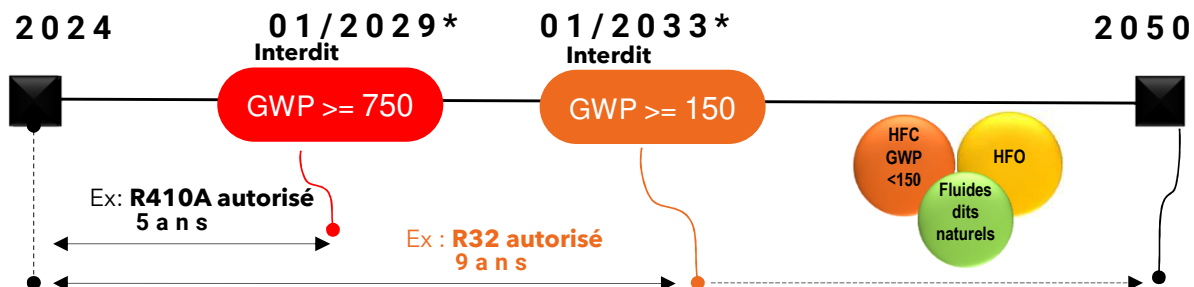 2024
01/2029*
01/2033*
2050
Interdit
Interdit
GWP >= 750
GWP >= 150
HFC
GWP
<150
HFO
Fluides
dits
naturels
Ex: R410A autorisé
5 ans
Ex : R32 autorisé
9 ans